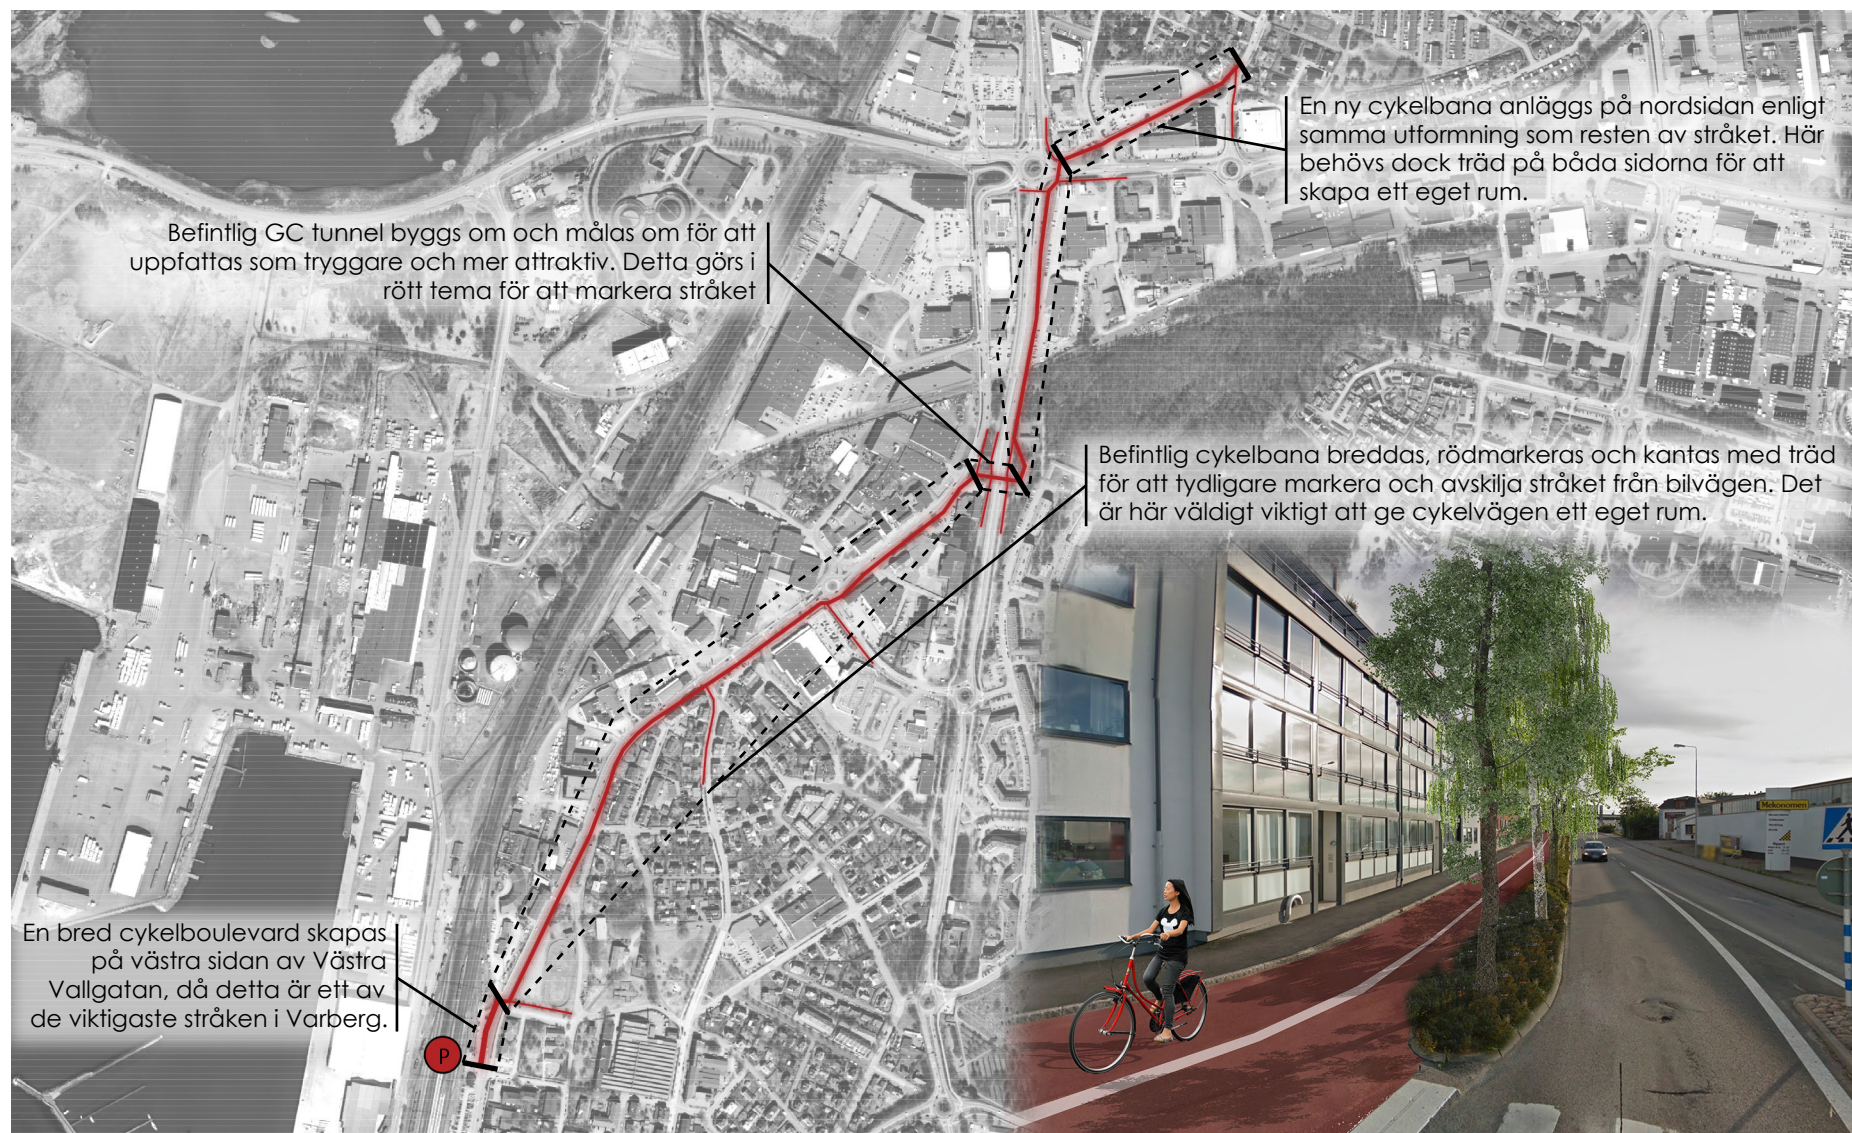 En ny cykelbana anläggs på nordsidan enligt
samma utformning som resten av stråket. Här
behövs dock träd på båda sidorna för att
skapa ett eget rum.
Befintlig GC tunnel byggs om och målas om för att
uppfattas som tryggare och mer attraktiv. Detta görs i
rött tema för att markera stråket
Befintlig cykelbana breddas, rödmarkeras och kantas med träd
för att tydligare markera och avskilja stråket från bilvägen. Det
är här väldigt viktigt att ge cykelvägen ett eget rum.
En bred cykelboulevard skapas
på västra sidan av Västra
Vallgatan, då detta är ett av
de viktigaste stråken i Varberg.
P
Mekonomen